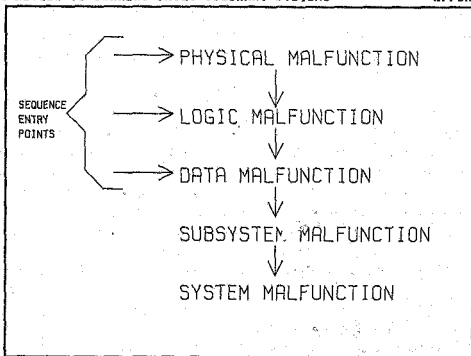 PHYSICAL MALFUNCTION
SEQUENCE
ENTRY
POINTS
LOGIC MALFUNCTION
DATA MALFUNCTION
SUBSYSTEM MALFUNCTION
SYSTEM MALFUNCTION